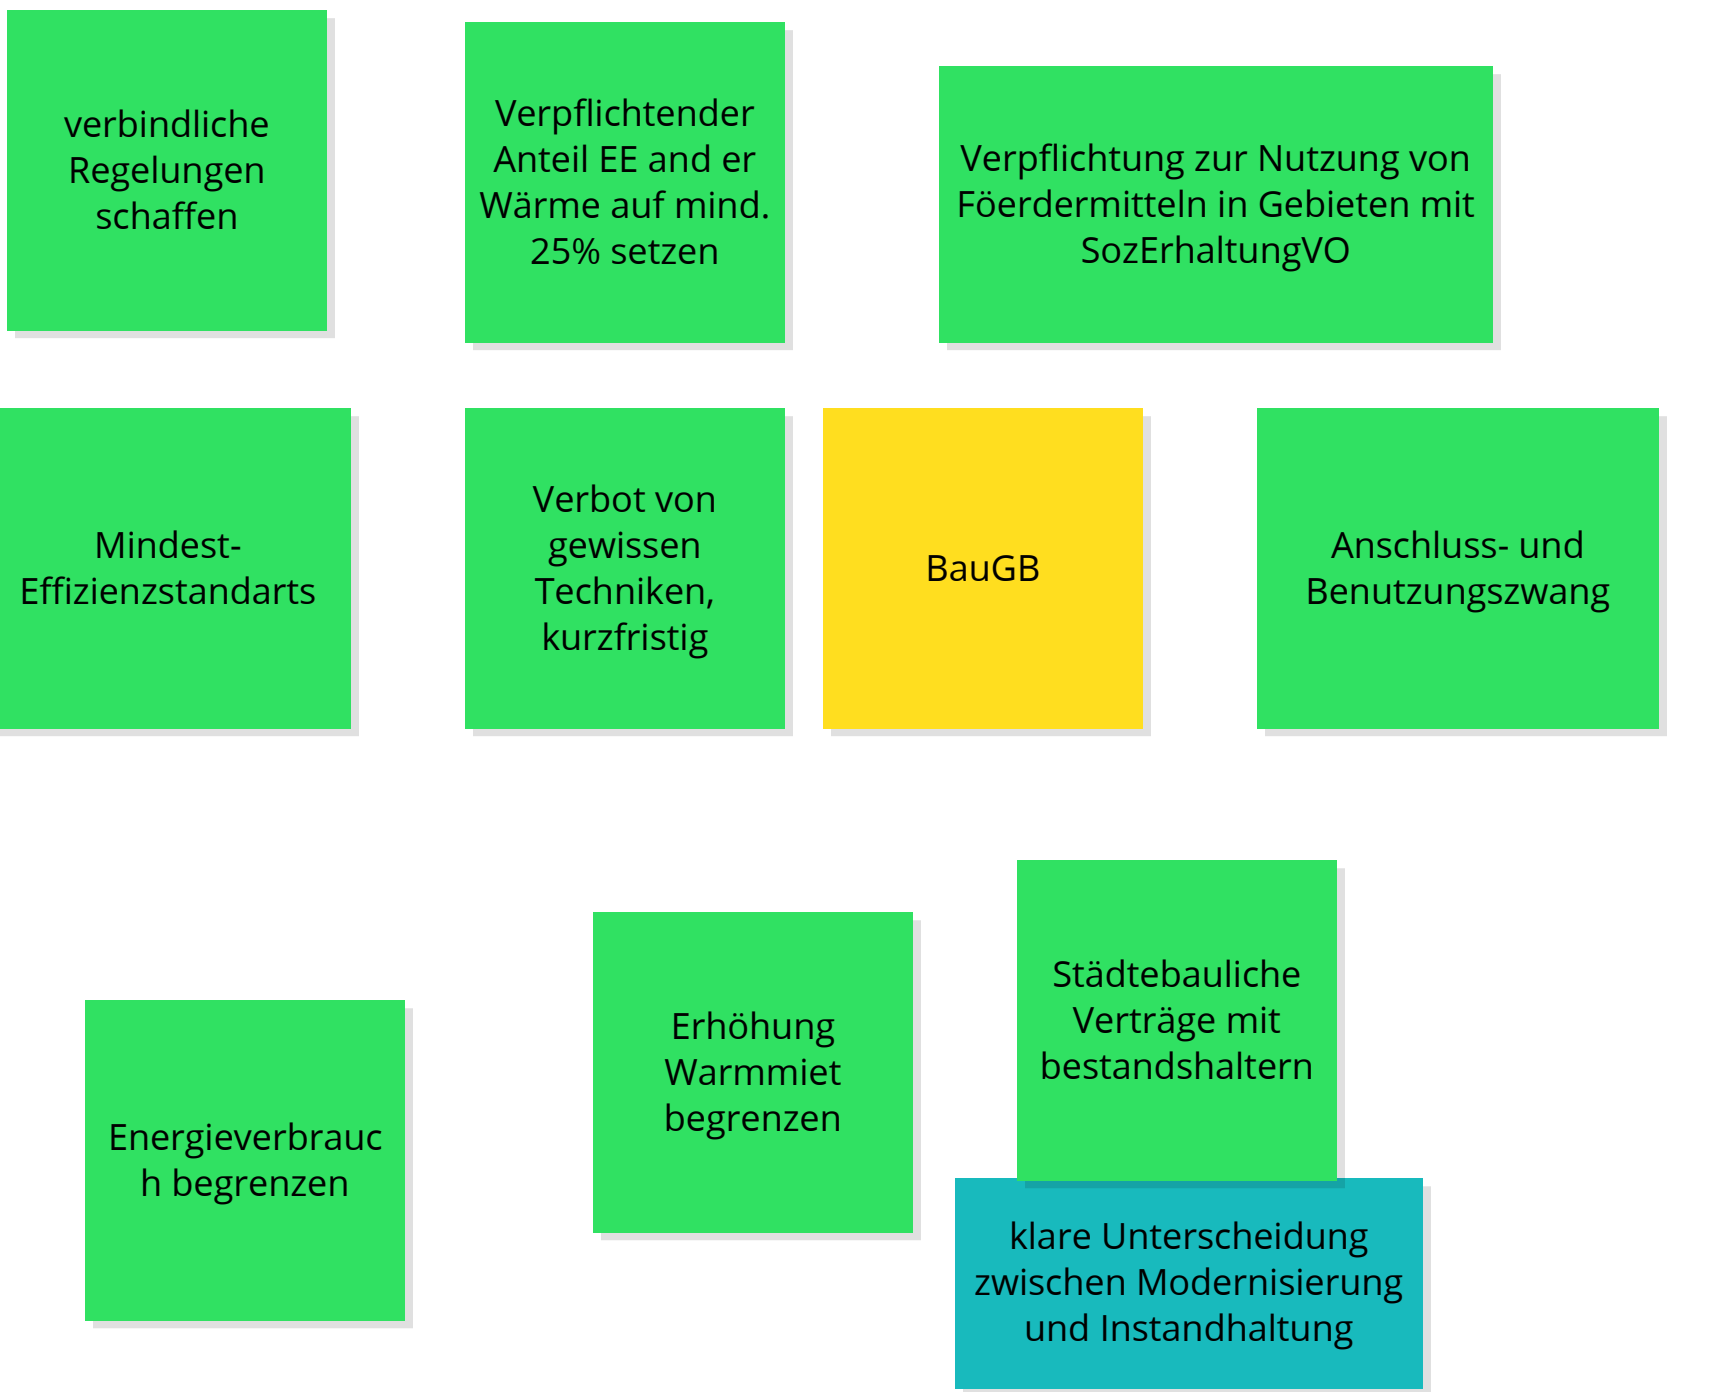 verbindliche
Regelungen
schaffen
Verpflichtender
Anteil EE and er
Wärme auf mind.
25% setzen
Verpflichtung zur Nutzung von
Föerdermitteln in Gebieten mit
SozErhaltungVO
Mindest-
Effizienzstandarts
Verbot von
gewissen
Techniken,
kurzfristig
BauGB
Anschluss- und
Benutzungszwang
Energieverbrauc
h begrenzen
Erhöhung
Warmmiet
begrenzen
Städtebauliche
Verträge mit
bestandshaltern
klare Unterscheidung
zwischen Modernisierung
und Instandhaltung